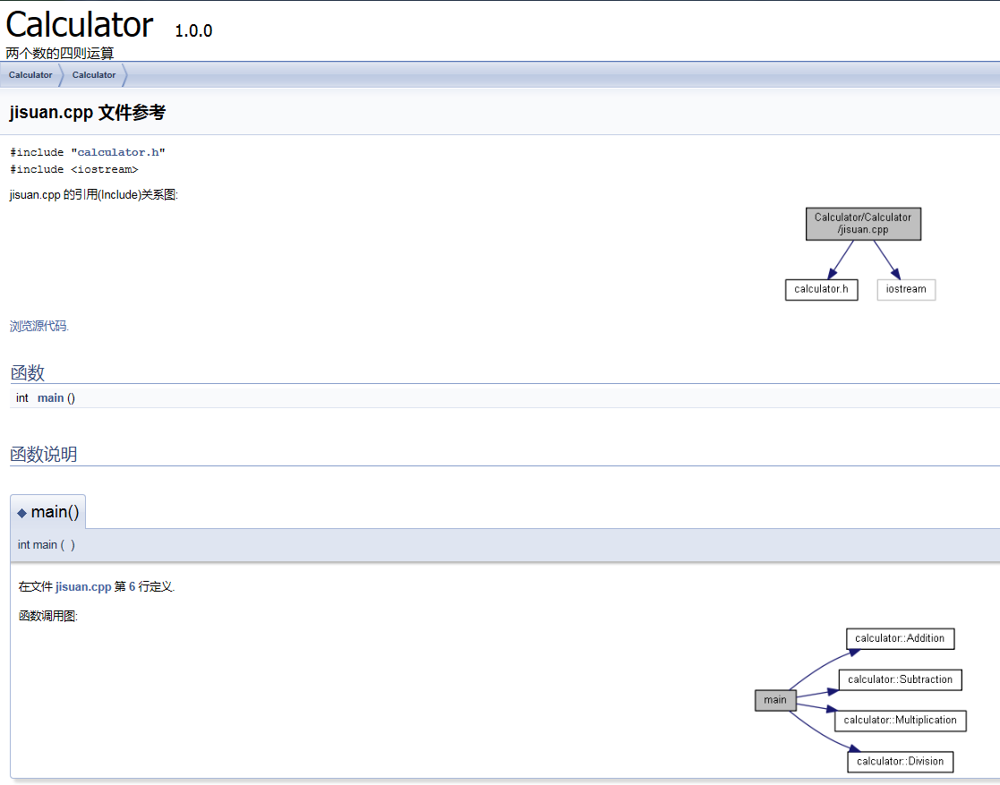 Calculator 1.0.0
两个数的四则运算
Calculator Calculator
jisuan.cpp 文件参考
#include "calculator.h"
#include <iostream>
jisuan.cpp 的引用(Include)关系图:
Calculator/Calculator
/jisuan.cpp
calculator.h iostream
浏览源代码.
函数
int main ()
函数说明
◆ main()
int main ( )
在文件 jisuan.cpp 第 6 行定义.
函数调用图:
calculator::Addition
calculator::Subtraction
main
calculator::Multiplication
calculator::Division